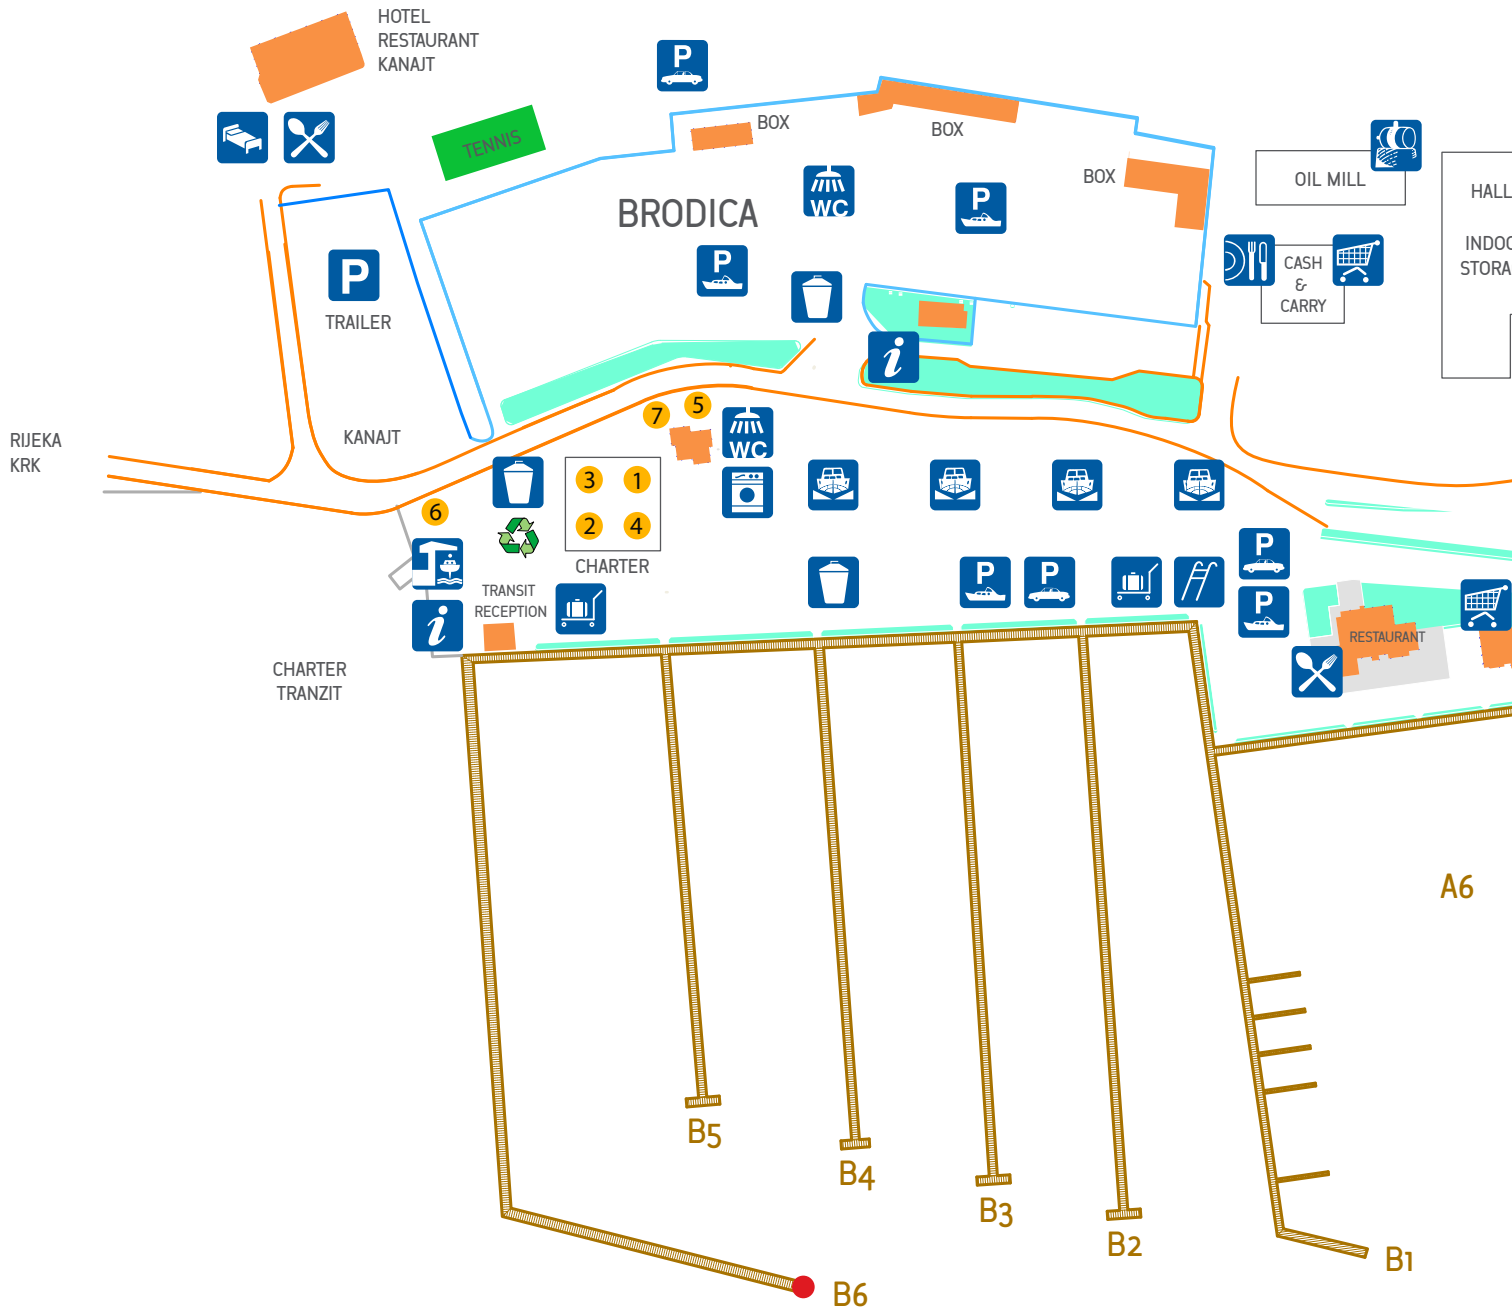 HOTEL
RESTAURANT
KANAJT
P
TENNIS
BOX
BOX
BOX
WC
P
BRODICA
P
OIL MILL
HALL
CASH
&
CARRY
P
TRAILER
i
KANAJT
RIJEKA
KRK
7
5
WC
3
1
2
4
6
CHARTER
TRANSIT
RECEPTION
i
P
P
P
P
RESTAURANT
CHARTER
TRANZIT
A6
B5
B4
B3
B2
B1
B6